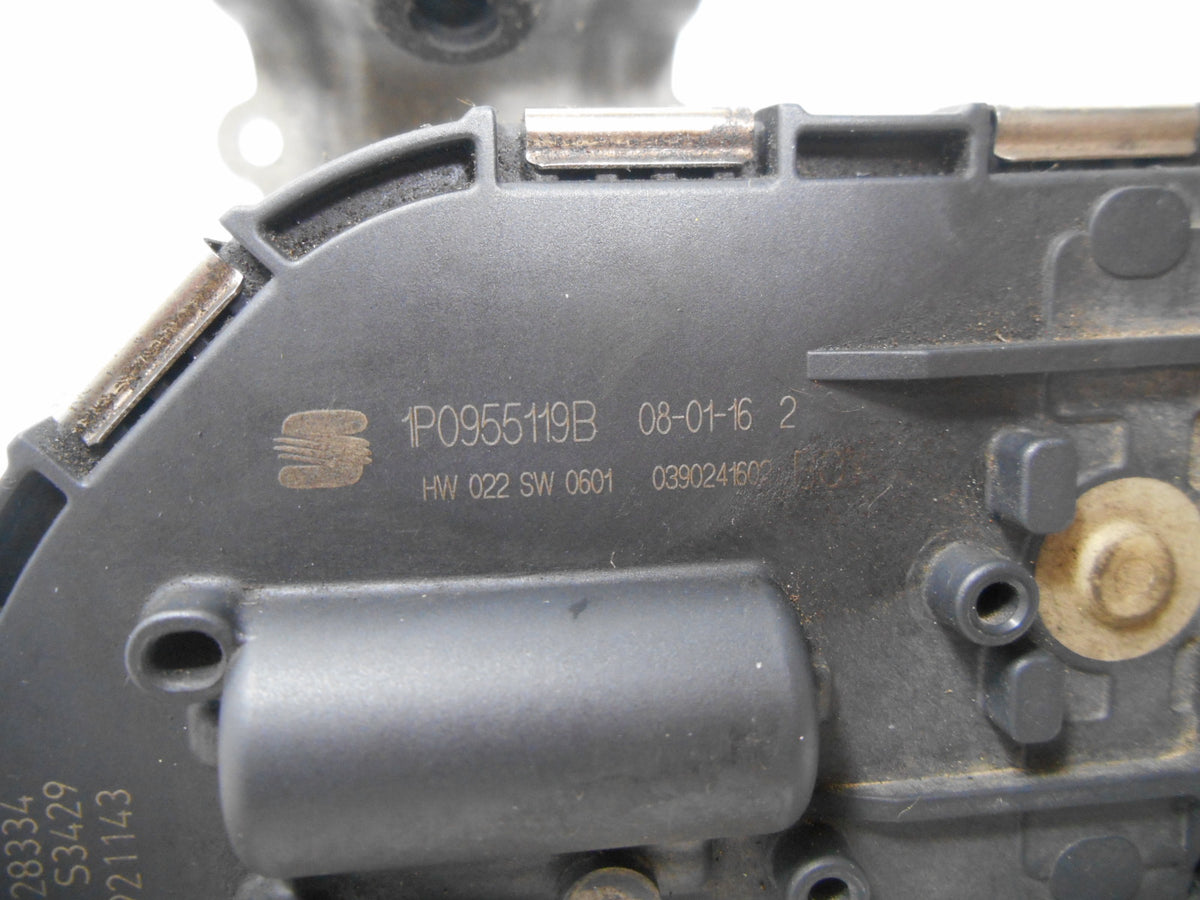 1P0955119B 08-01-16 2
HW 022 SW 0601
28334
S3429
921143